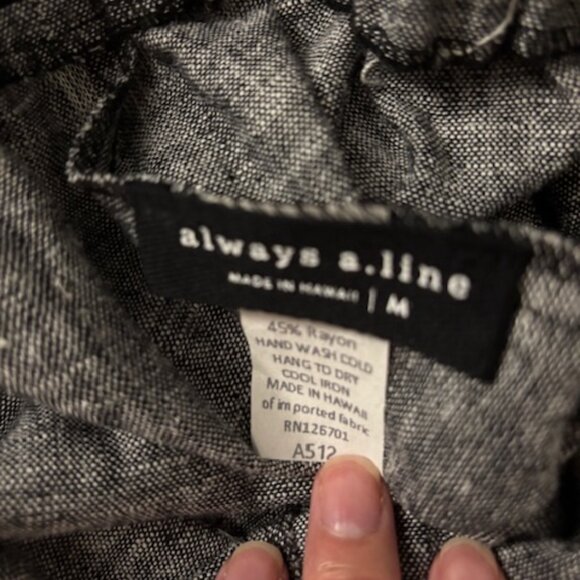 always a.line
MADE IN HAWAII | M
45% Rayon
HAND WASH COLD
HANG TO DRY
COOL IRON
MADE IN HAWAII
of imported fabric
RN126701
A512